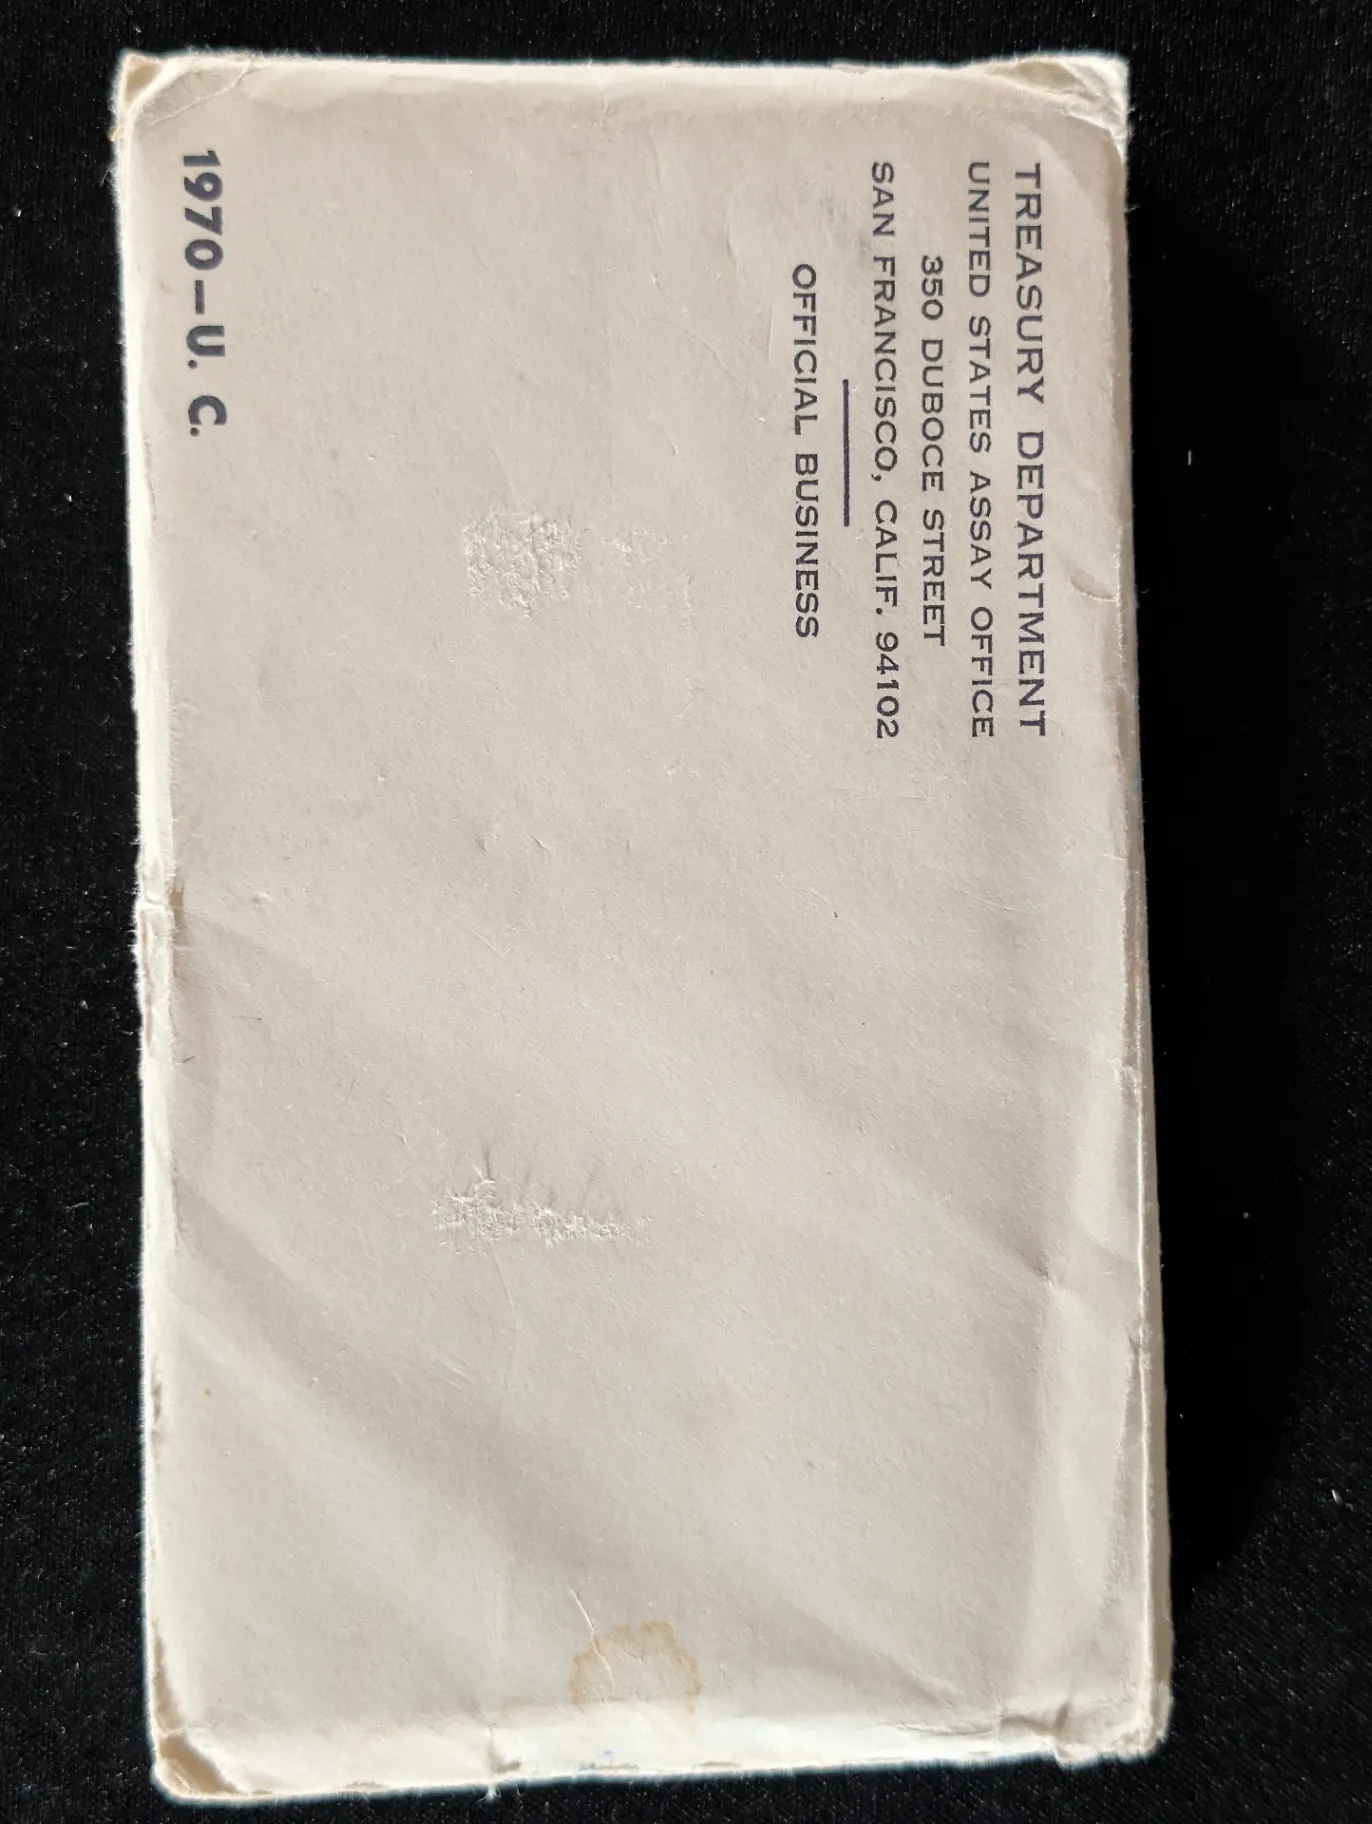 TREASURY DEPARTMENT
UNITED STATES ASSAY OFFICE
350 DUBOCE STREET
SAN FRANCISCO, CALIF. 94102
OFFICIAL BUSINESS
1970—U. C.